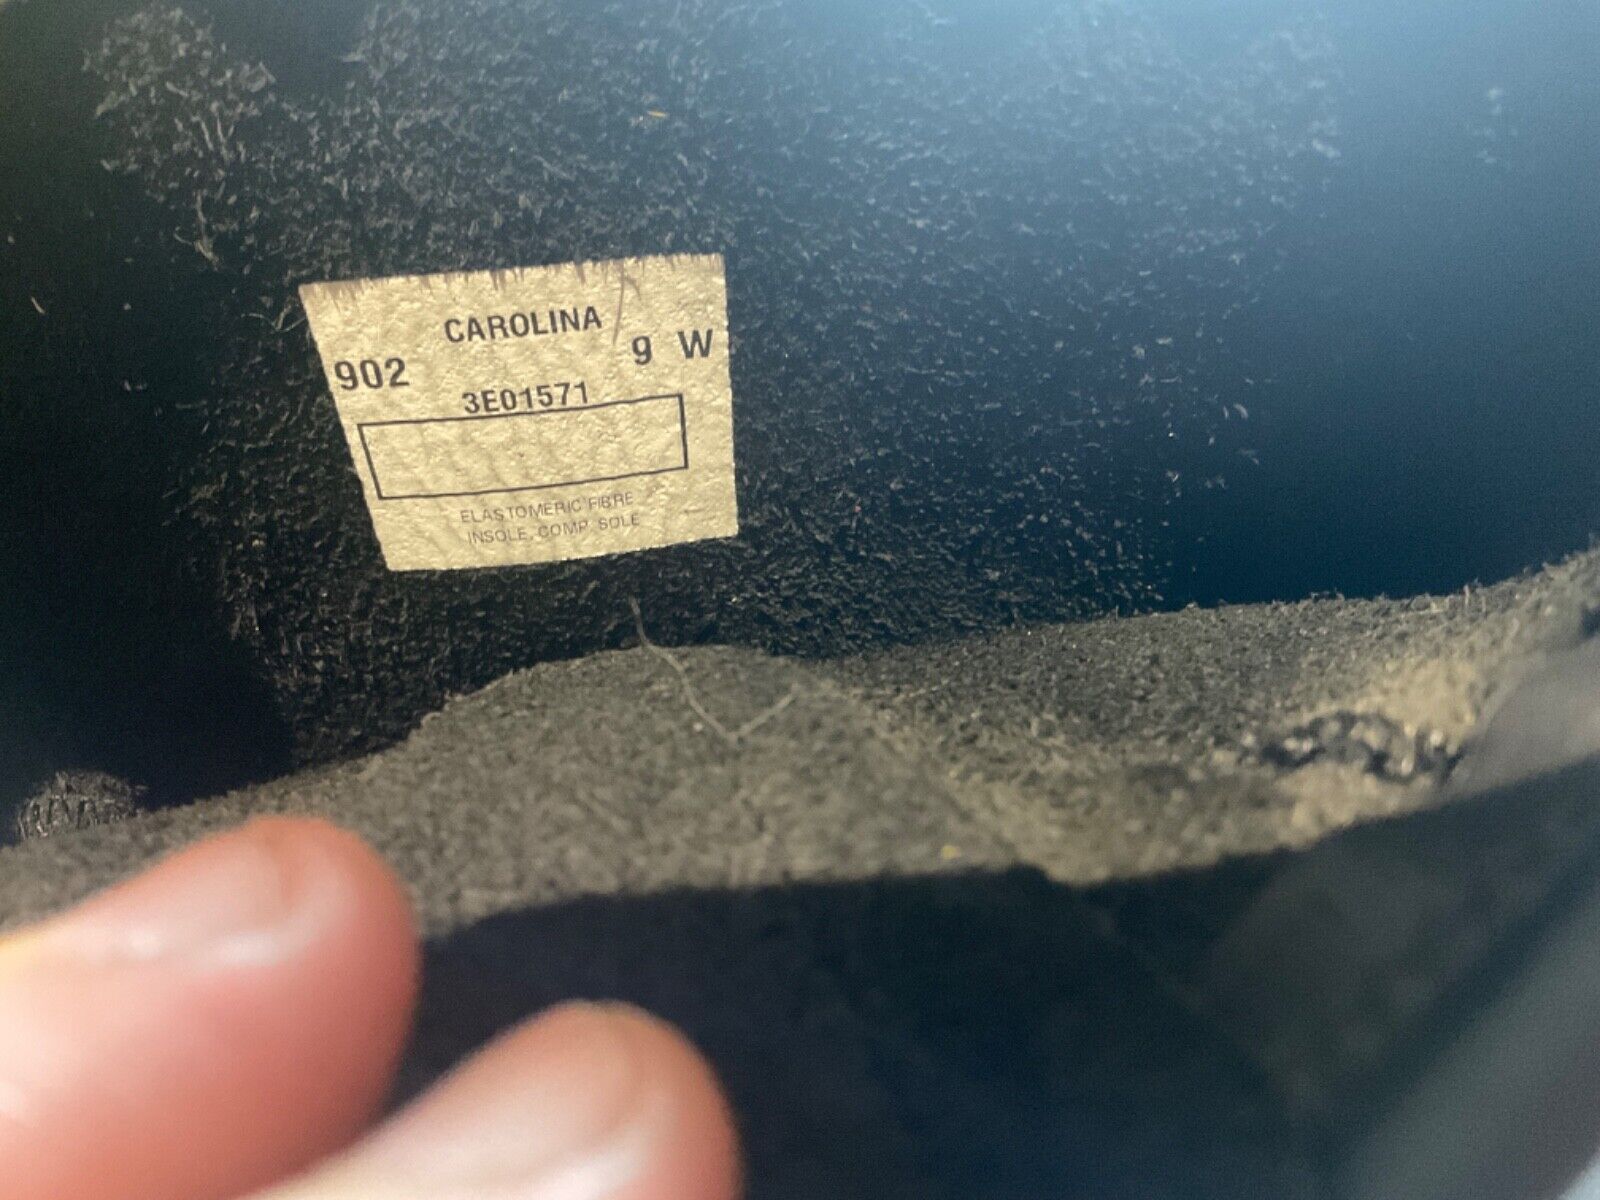 CAROLINA
902 9 W
3E01571
ELASTOMERIC FIBRE
INSOLE, COMP. SOLE